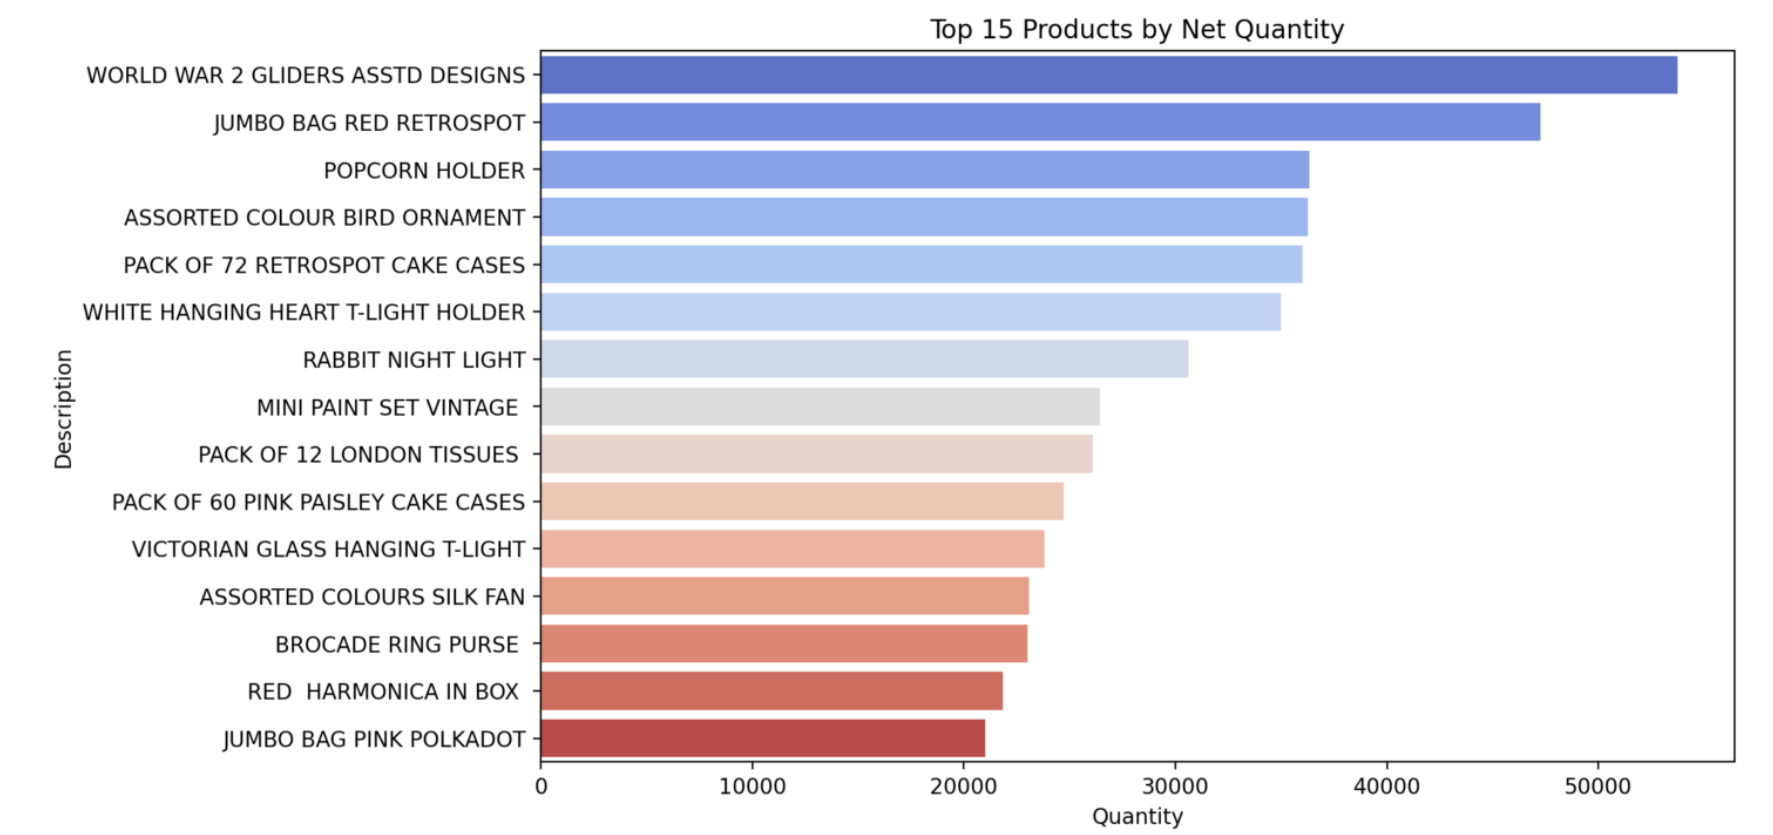 Top 15 Products by Net Quantity
WORLD WAR 2 GLIDERS ASSTD DESIGNS
JUMBO BAG RED RETROSPOT
POPCORN HOLDER
ASSORTED COLOUR BIRD ORNAMENT
PACK OF 72 RETROSPOT CAKE CASES
WHITE HANGING HEART T-LIGHT HOLDER
RABBIT NIGHT LIGHT
MINI PAINT SET VINTAGE
PACK OF 12 LONDON TISSUES
PACK OF 60 PINK PAISLEY CAKE CASES
VICTORIAN GLASS HANGING T-LIGHT
ASSORTED COLOURS SILK FAN
BROCADE RING PURSE
RED  HARMONICA IN BOX
JUMBO BAG PINK POLKADOT
Description
0 10000 20000 30000 40000 50000
Quantity